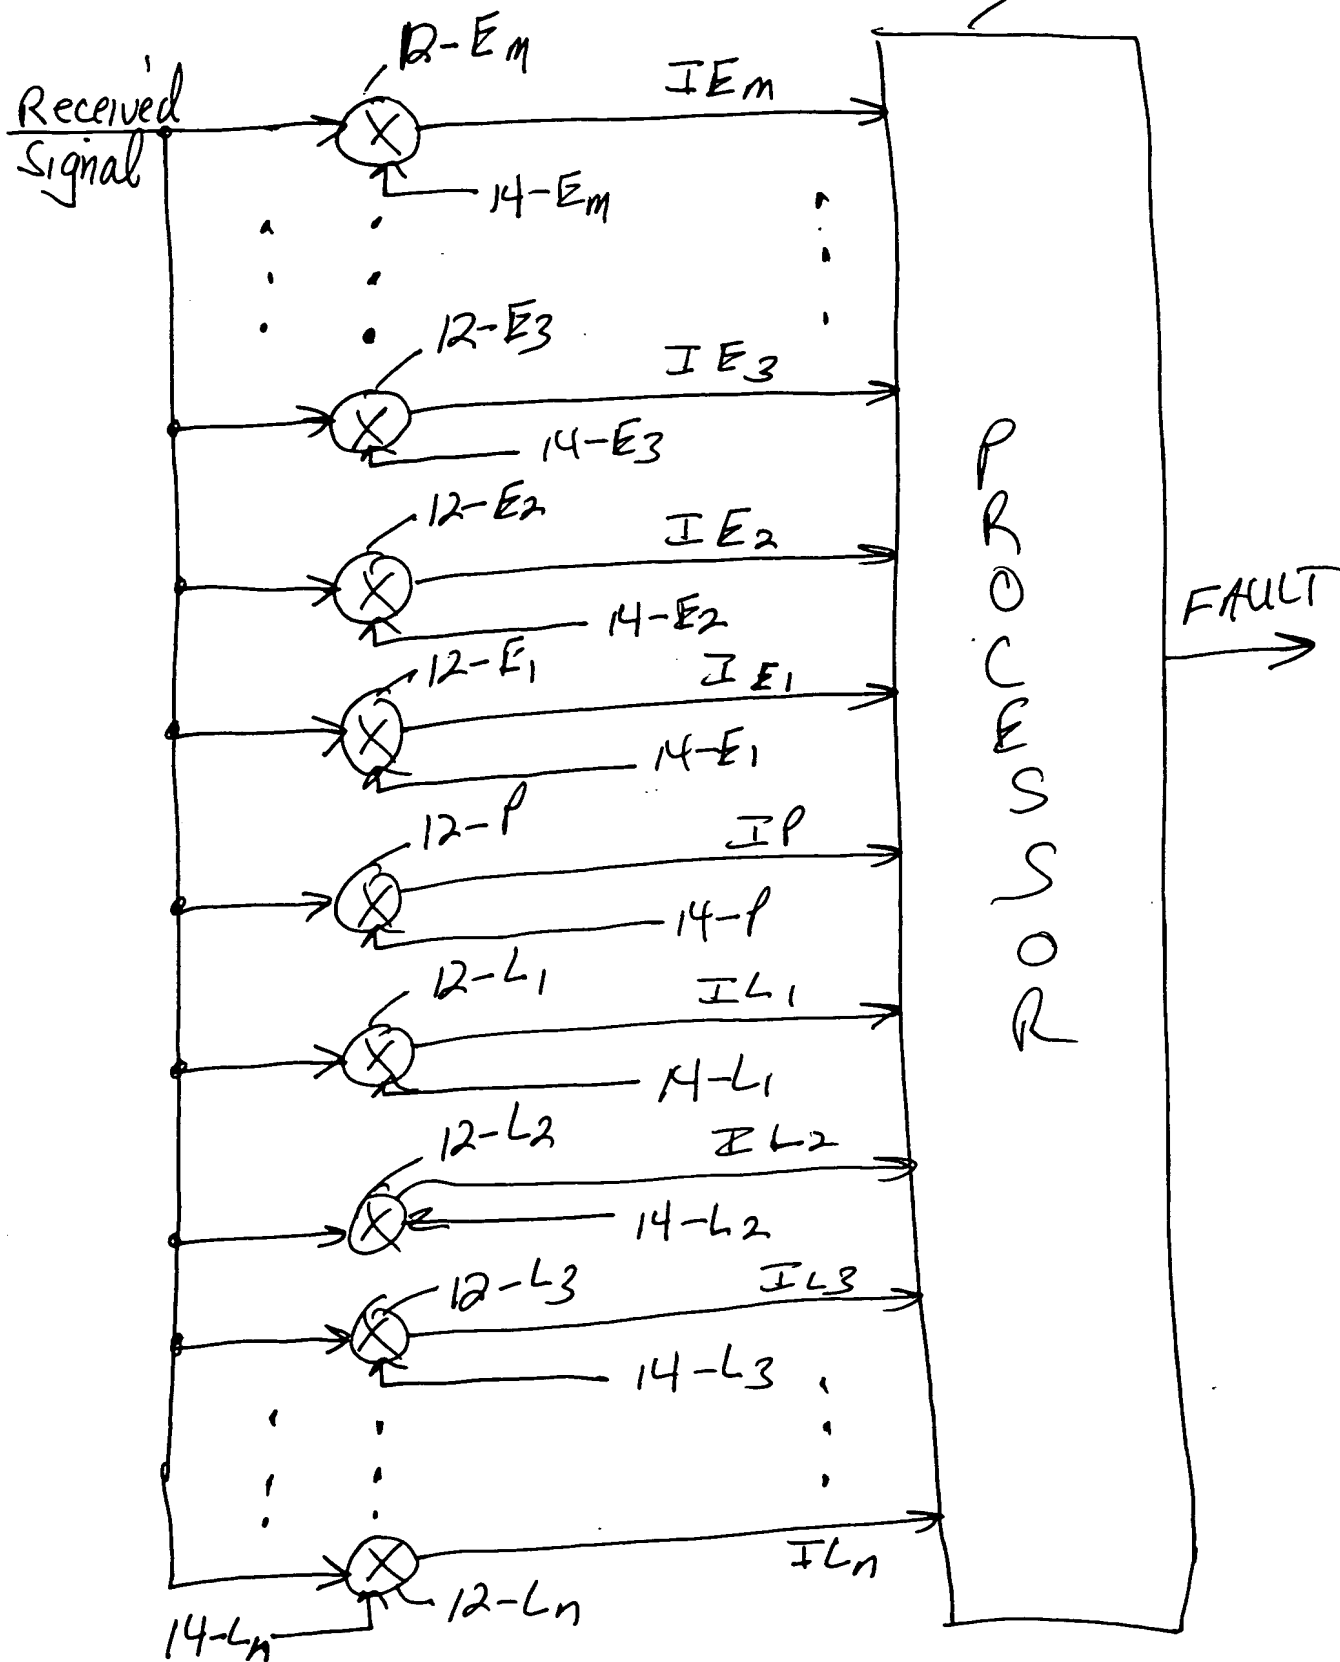 12-Em
IEm
Received
Signal
14-Em
12-E3
IE3
14-E3
12-E2
IE2
14-E2
12-E1
IE1
14-E1
12-P
IP
14-P
12-L1
IL1
14-L1
12-L2
IL2
14-L2
12-L3
IL3
14-L3
ILn
12-Ln
14-Ln
PROCESSOR
FAULT